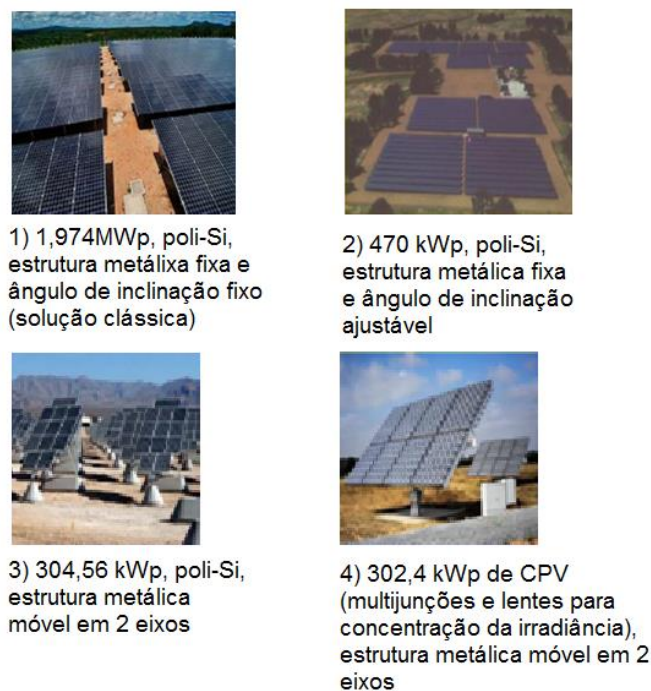 1) 1,974MWp, poli-Si,
estrutura metálixa fixa e
ângulo de inclinação fixo
(solução clássica)
2) 470 kWp, poli-Si,
estrutura metálica fixa
e ângulo de inclinação
ajustável
3) 304,56 kWp, poli-Si,
estrutura metálica
móvel em 2 eixos
4) 302,4 kWp de CPV
(multijunções e lentes para
concentração da irradiância),
estrutura metálica móvel em 2
eixos